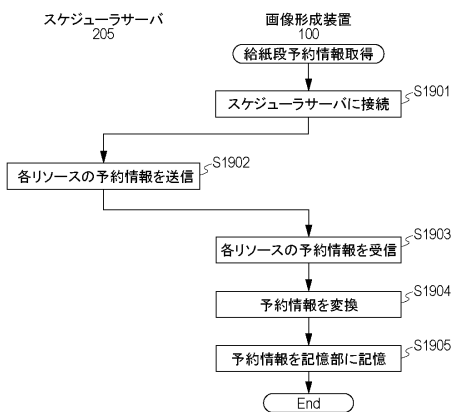 スケジューラサーバ
205
画像形成装置
100
給紙段予約情報取得
スケジューラサーバに接続
S1901
各リソースの予約情報を送信
S1902
各リソースの予約情報を受信
S1903
予約情報を変換
S1904
予約情報を記憶部に記憶
S1905
End